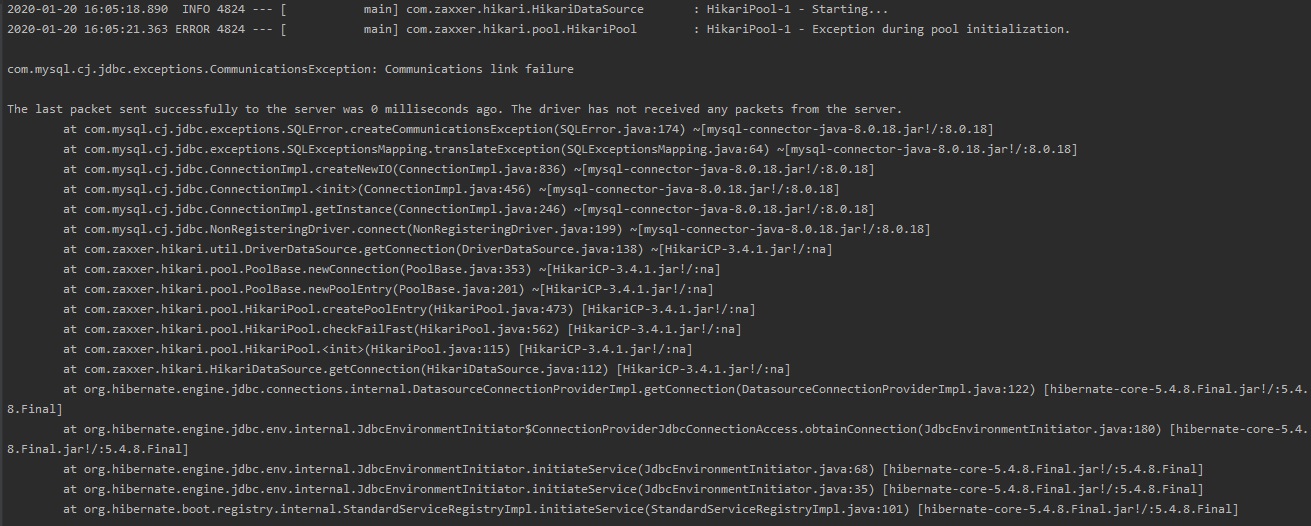 2020-01-20 16:05:18.890  INFO 4824 --- [           main] com.zaxxer.hikari.HikariDataSource       : HikariPool-1 - Starting...
2020-01-20 16:05:21.363 ERROR 4824 --- [           main] com.zaxxer.hikari.pool.HikariPool        : HikariPool-1 - Exception during pool initialization.
com.mysql.cj.jdbc.exceptions.CommunicationsException: Communications link failure
The last packet sent successfully to the server was 0 milliseconds ago. The driver has not received any packets from the server.
at com.mysql.cj.jdbc.exceptions.SQLError.createCommunicationsException(SQLError.java:174) ~[mysql-connector-java-8.0.18.jar!/:8.0.18]
at com.mysql.cj.jdbc.exceptions.SQLExceptionsMapping.translateException(SQLExceptionsMapping.java:64) ~[mysql-connector-java-8.0.18.jar!/:8.0.18]
at com.mysql.cj.jdbc.ConnectionImpl.createNewIO(ConnectionImpl.java:836) ~[mysql-connector-java-8.0.18.jar!/:8.0.18]
at com.mysql.cj.jdbc.ConnectionImpl.<init>(ConnectionImpl.java:456) ~[mysql-connector-java-8.0.18.jar!/:8.0.18]
at com.mysql.cj.jdbc.ConnectionImpl.getInstance(ConnectionImpl.java:246) ~[mysql-connector-java-8.0.18.jar!/:8.0.18]
at com.mysql.cj.jdbc.NonRegisteringDriver.connect(NonRegisteringDriver.java:199) ~[mysql-connector-java-8.0.18.jar!/:8.0.18]
at com.zaxxer.hikari.util.DriverDataSource.getConnection(DriverDataSource.java:138) ~[HikariCP-3.4.1.jar!/:na]
at com.zaxxer.hikari.pool.PoolBase.newConnection(PoolBase.java:353) ~[HikariCP-3.4.1.jar!/:na]
at com.zaxxer.hikari.pool.PoolBase.newPoolEntry(PoolBase.java:201) ~[HikariCP-3.4.1.jar!/:na]
at com.zaxxer.hikari.pool.HikariPool.createPoolEntry(HikariPool.java:473) [HikariCP-3.4.1.jar!/:na]
at com.zaxxer.hikari.pool.HikariPool.checkFailFast(HikariPool.java:562) [HikariCP-3.4.1.jar!/:na]
at com.zaxxer.hikari.pool.HikariPool.<init>(HikariPool.java:115) [HikariCP-3.4.1.jar!/:na]
at com.zaxxer.hikari.HikariDataSource.getConnection(HikariDataSource.java:112) [HikariCP-3.4.1.jar!/:na]
at org.hibernate.engine.jdbc.connections.internal.DatasourceConnectionProviderImpl.getConnection(DatasourceConnectionProviderImpl.java:122) [hibernate-core-5.4.8.Final.jar!/:5.4.
8.Final]
at org.hibernate.engine.jdbc.env.internal.JdbcEnvironmentInitiator$ConnectionProviderJdbcConnectionAccess.obtainConnection(JdbcEnvironmentInitiator.java:180) [hibernate-core-5.4.
8.Final.jar!/:5.4.8.Final]
at org.hibernate.engine.jdbc.env.internal.JdbcEnvironmentInitiator.initiateService(JdbcEnvironmentInitiator.java:68) [hibernate-core-5.4.8.Final.jar!/:5.4.8.Final]
at org.hibernate.engine.jdbc.env.internal.JdbcEnvironmentInitiator.initiateService(JdbcEnvironmentInitiator.java:35) [hibernate-core-5.4.8.Final.jar!/:5.4.8.Final]
at org.hibernate.boot.registry.internal.StandardServiceRegistryImpl.initiateService(StandardServiceRegistryImpl.java:101) [hibernate-core-5.4.8.Final.jar!/:5.4.8.Final]